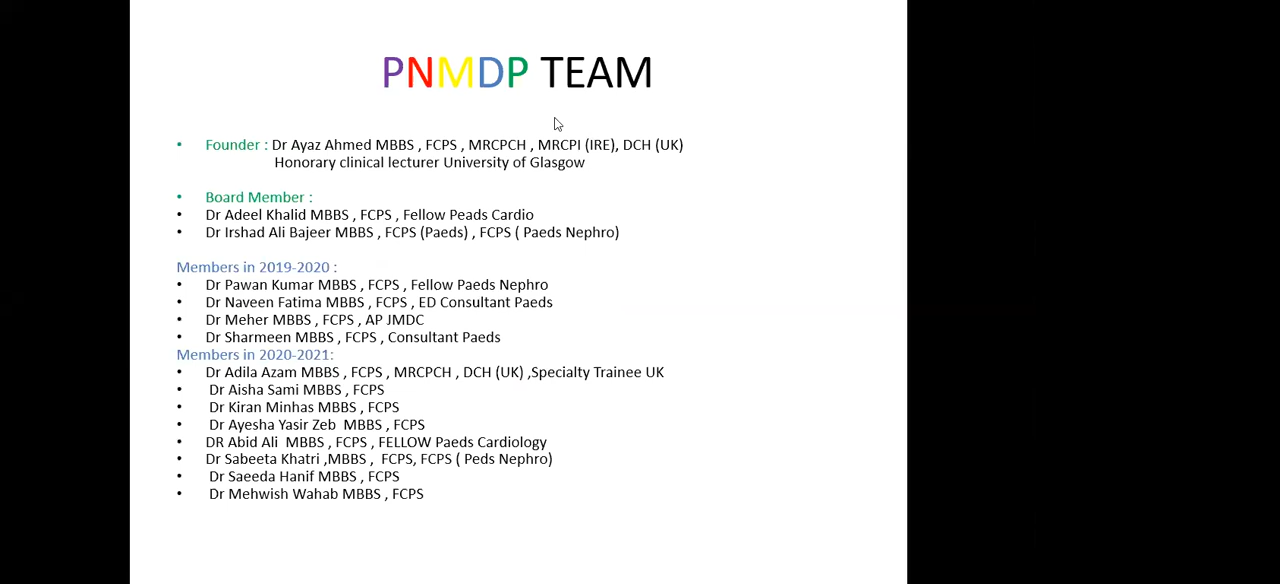 PNMDP TEAM
• Founder : Dr Ayaz Ahmed MBBS , FCPS , MRCPCH , MRCPI (IRE), DCH (UK)
Honorary clinical lecturer University of Glasgow
• Board Member :
• Dr Adeel Khalid MBBS , FCPS , Fellow Peads Cardio
• Dr Irshad Ali Bajeer MBBS , FCPS (Paeds) , FCPS ( Paeds Nephro)
Members in 2019-2020 :
• Dr Pawan Kumar MBBS , FCPS , Fellow Paeds Nephro
• Dr Naveen Fatima MBBS , FCPS , ED Consultant Paeds
• Dr Meher MBBS , FCPS , AP JMDC
• Dr Sharmeen MBBS , FCPS , Consultant Paeds
Members in 2020-2021:
• Dr Adila Azam MBBS , FCPS , MRCPCH , DCH (UK) ,Specialty Trainee UK
• Dr Aisha Sami MBBS , FCPS
• Dr Kiran Minhas MBBS , FCPS
• Dr Ayesha Yasir Zeb MBBS , FCPS
• DR Abid Ali MBBS , FCPS , FELLOW Paeds Cardiology
• Dr Sabeeta Khatri ,MBBS , FCPS, FCPS ( Peds Nephro)
• Dr Saeeda Hanif MBBS , FCPS
• Dr Mehwish Wahab MBBS , FCPS